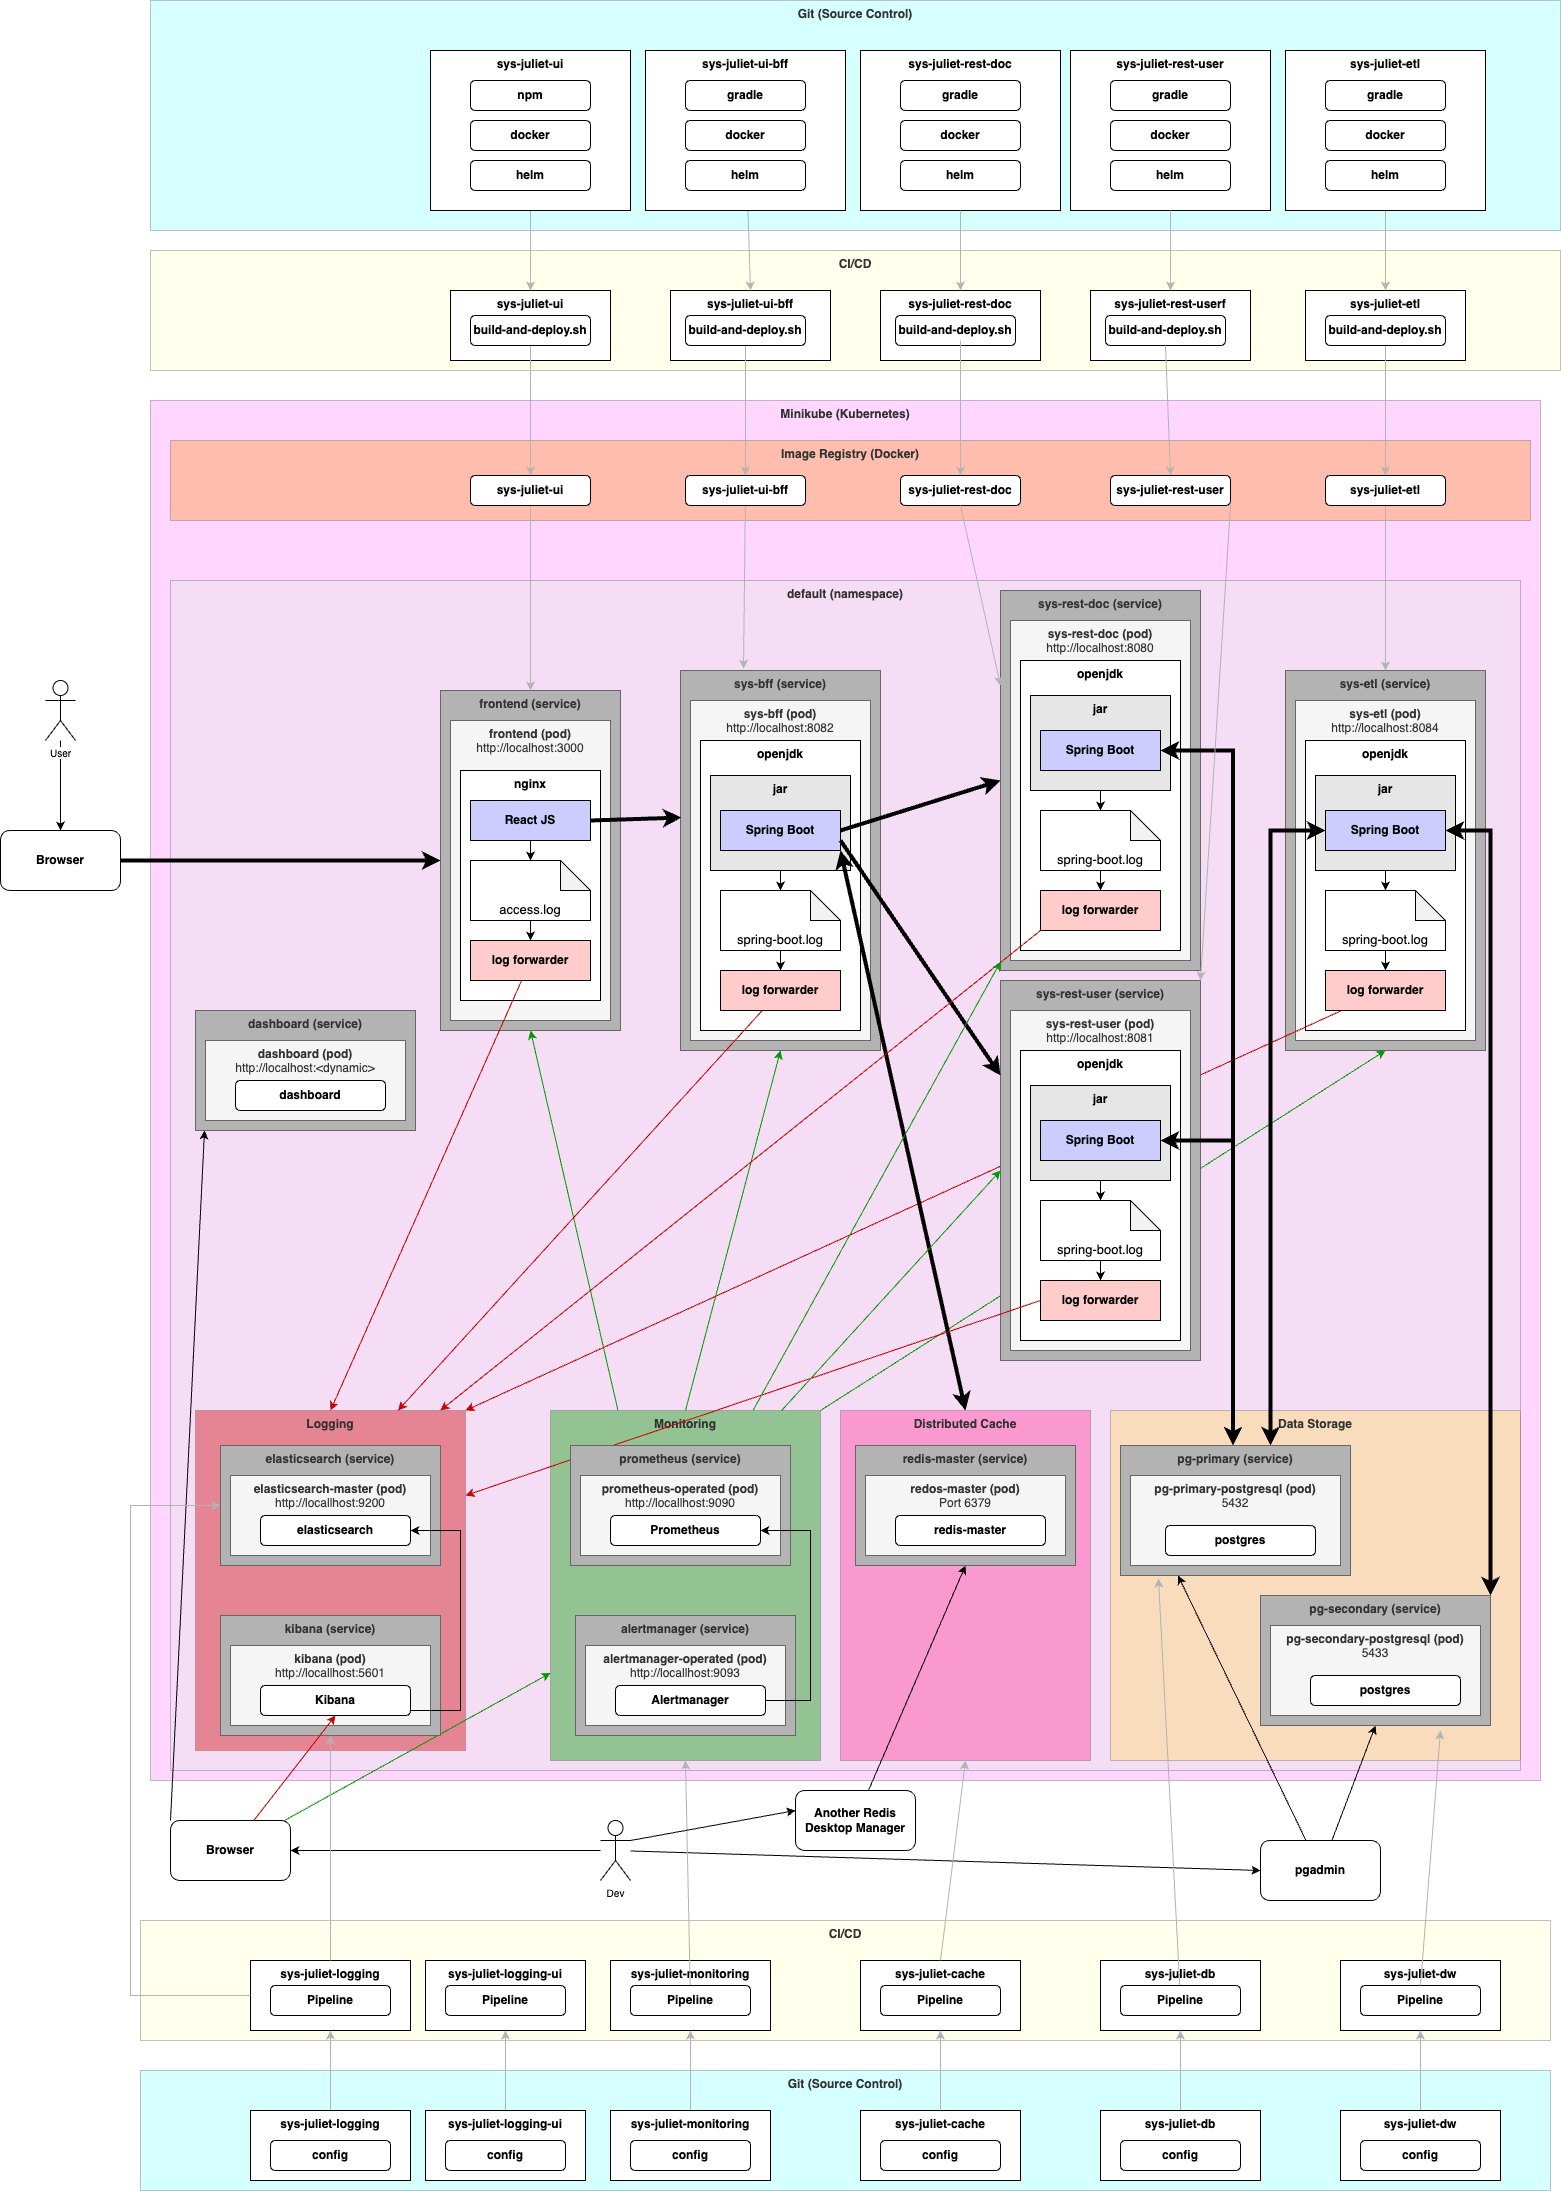 Git (Source Control)
sys-juliet-ui
npm
docker
helm
sys-juliet-ui-bff
gradle
docker
helm
sys-juliet-rest-doc
gradle
docker
helm
sys-juliet-rest-user
gradle
docker
helm
sys-juliet-etl
gradle
docker
helm
CI/CD
sys-juliet-ui
build-and-deploy.sh
sys-juliet-ui-bff
build-and-deploy.sh
sys-juliet-rest-doc
build-and-deploy.sh
sys-juliet-rest-userf
build-and-deploy.sh
sys-juliet-etl
build-and-deploy.sh
Minikube (Kubernetes)
Image Registry (Docker)
sys-juliet-ui
sys-juliet-ui-bff
sys-juliet-rest-doc
sys-juliet-rest-user
sys-juliet-etl
default (namespace)
User
Browser
frontend (service)
frontend (pod)
http://localhost:3000
nginx
React JS
access.log
log forwarder
sys-bff (service)
sys-bff (pod)
http://localhost:8082
openjdk
jar
Spring Boot
spring-boot.log
log forwarder
sys-rest-doc (service)
sys-rest-doc (pod)
http://localhost:8080
openjdk
jar
Spring Boot
spring-boot.log
log forwarder
sys-etl (service)
sys-etl (pod)
http://localhost:8084
openjdk
jar
Spring Boot
spring-boot.log
log forwarder
sys-rest-user (service)
sys-rest-user (pod)
http://localhost:8081
openjdk
jar
Spring Boot
spring-boot.log
log forwarder
dashboard (service)
dashboard (pod)
http://localhost:<dynamic>
dashboard
Logging
elasticsearch (service)
elasticsearch-master (pod)
http://locallhost:9200
elasticsearch
kibana (service)
kibana (pod)
http://locallhost:5601
Kibana
Monitoring
prometheus (service)
prometheus-operated (pod)
http://locallhost:9090
Prometheus
alertmanager (service)
alertmanager-operated (pod)
http://locallhost:9093
Alertmanager
Distributed Cache
redis-master (service)
redos-master (pod)
Port 6379
redis-master
Data Storage
pg-primary (service)
pg-primary-postgresql (pod)
5432
postgres
pg-secondary (service)
pg-secondary-postgresql (pod)
5433
postgres
Browser
Dev
Another Redis
Desktop Manager
pgadmin
CI/CD
sys-juliet-logging
Pipeline
sys-juliet-logging-ui
Pipeline
sys-juliet-monitoring
Pipeline
sys-juliet-cache
Pipeline
sys-juliet-db
Pipeline
sys-juliet-dw
Pipeline
Git (Source Control)
sys-juliet-logging
config
sys-juliet-logging-ui
config
sys-juliet-monitoring
config
sys-juliet-cache
config
sys-juliet-db
config
sys-juliet-dw
config